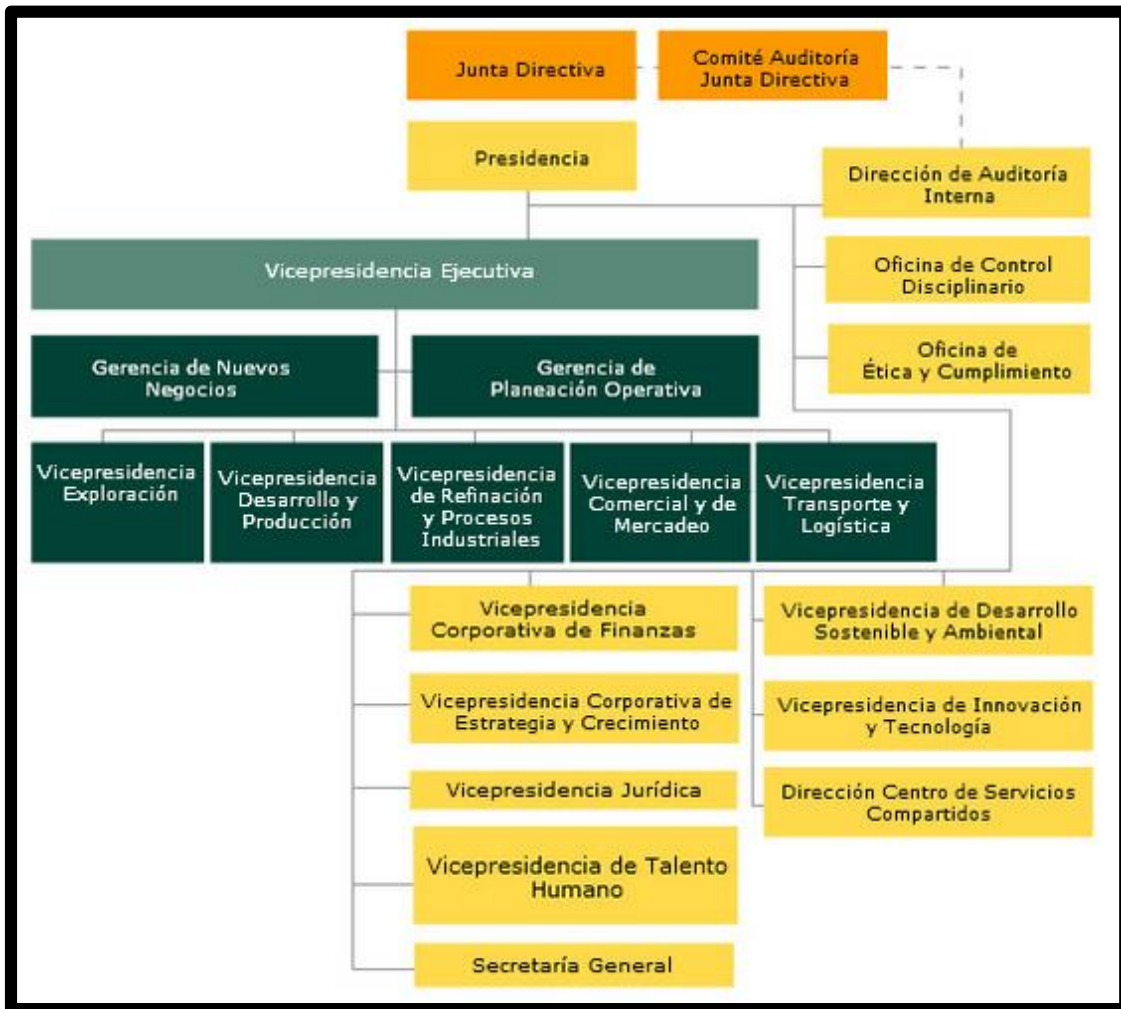 Junta Directiva
Comité Auditoría
Junta Directiva
Presidencia
Dirección de Auditoría
Interna
Vicepresidencia Ejecutiva
Oficina de Control
Disciplinario
Gerencia de Nuevos
Negocios
Gerencia de
Planeación Operativa
Oficina de
Ética y Cumplimiento
Vicepresidencia
Exploración
Vicepresidencia
Desarrollo y
Producción
Vicepresidencia
de Refinación
y Procesos
Industriales
Vicepresidencia
Comercial y de
Mercadeo
Vicepresidencia
Transporte y
Logística
Vicepresidencia
Corporativa de Finanzas
Vicepresidencia de Desarrollo
Sostenible y Ambiental
Vicepresidencia Corporativa de
Estrategia y Crecimiento
Vicepresidencia de Innovación
y Tecnología
Vicepresidencia Jurídica
Dirección Centro de Servicios
Compartidos
Vicepresidencia de Talento
Humano
Secretaría General